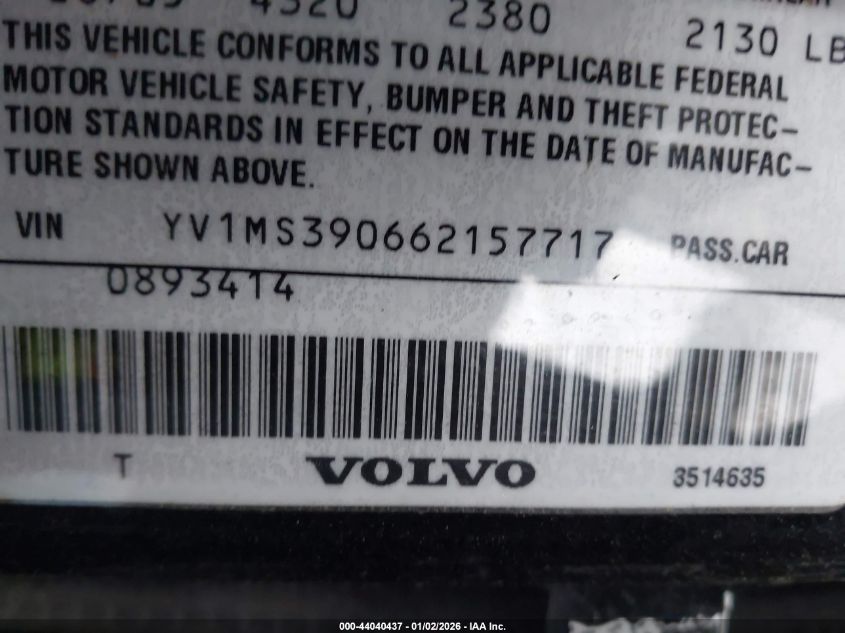 4320 2380 2130 LB
THIS VEHICLE CONFORMS TO ALL APPLICABLE FEDERAL
MOTOR VEHICLE SAFETY, BUMPER AND THEFT PROTEC-
TION STANDARDS IN EFFECT ON THE DATE OF MANUFAC-
TURE SHOWN ABOVE.
VIN YV1MS390662157717 PASS.CAR
0893414
T VOLVO 3514635
000-44040437 - 01/02/2026 - IAA Inc.